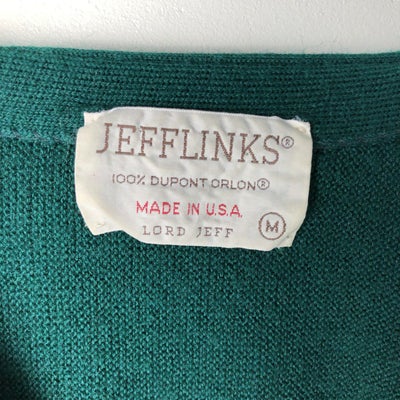 JEFFLINKS®
100% DUPONT ORLON®
MADE IN U.S.A.
LORD JEFF
M